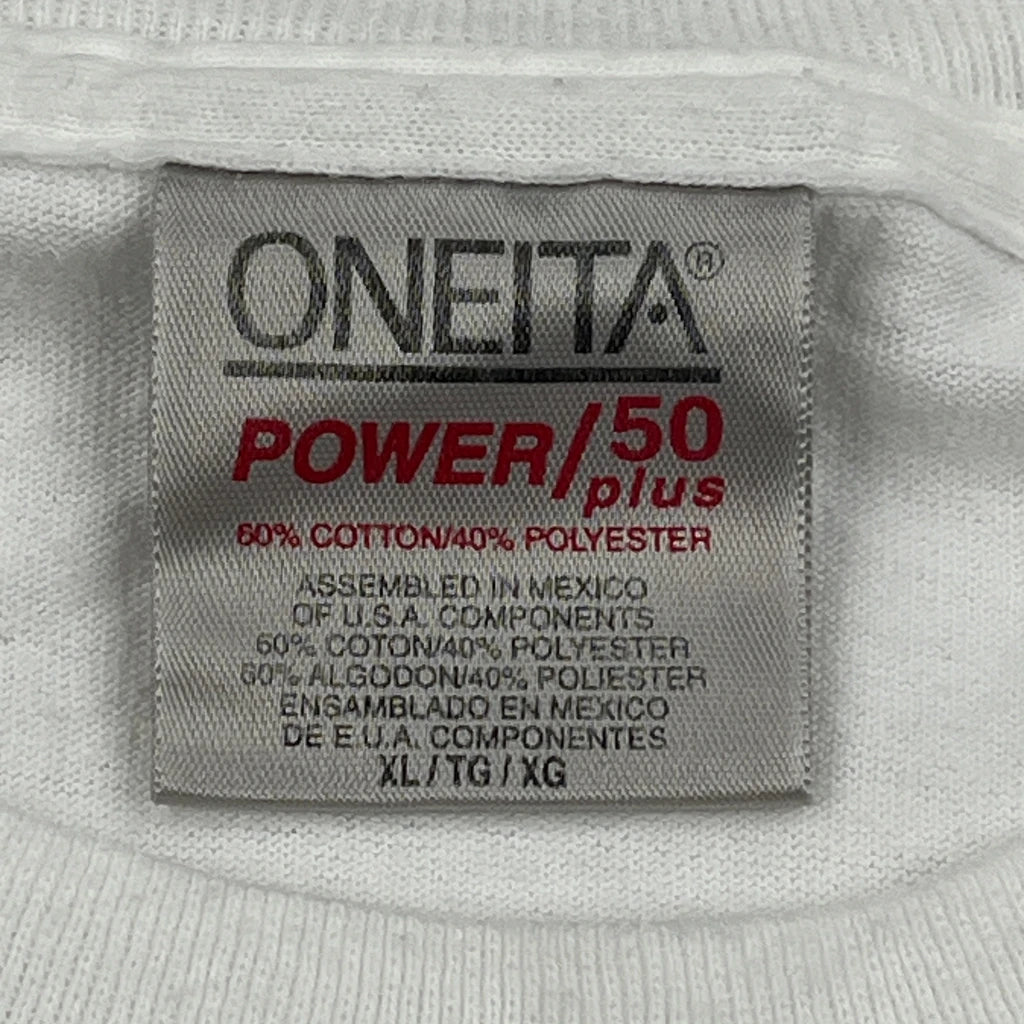 ONEITA®
POWER/50
plus
60% COTTON/40% POLYESTER
ASSEMBLED IN MEXICO
OF U.S.A. COMPONENTS
60% COTON/40% POLYESTER
60% ALGODON/40% POLIESTER
ENSAMBLADO EN MEXICO
DE E.U.A. COMPONENTES
XL / TG / XG